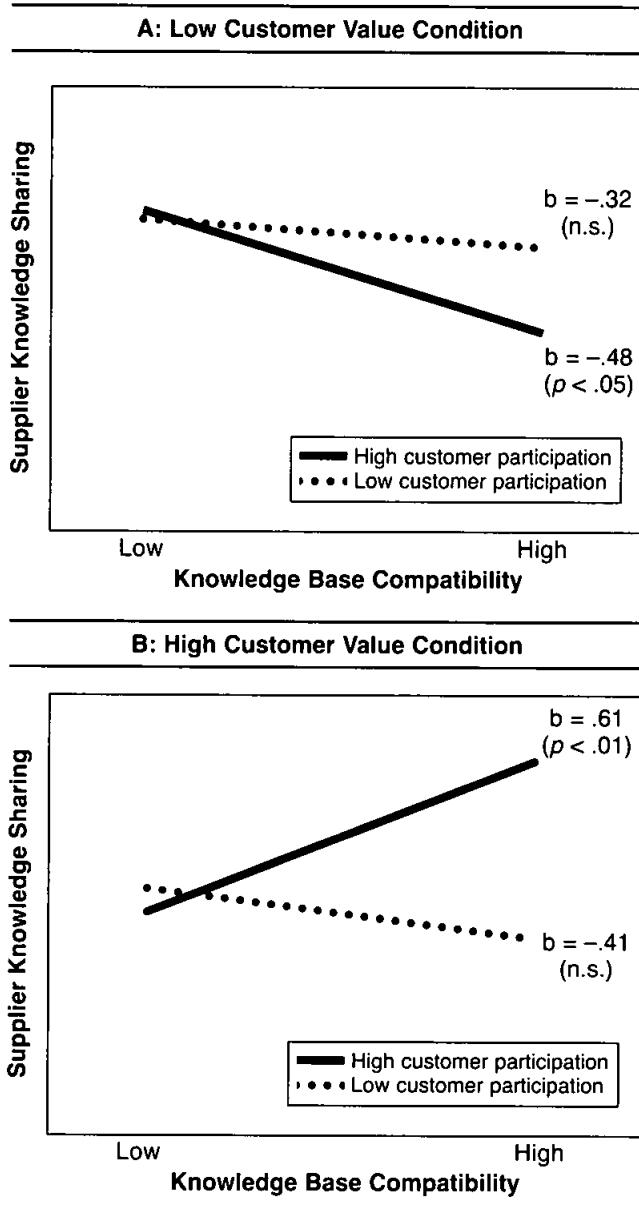 A: Low Customer Value Condition
Supplier Knowledge Sharing
b = –.32
(n.s.)
b = –.48
(p < .05)
High customer participation
Low customer participation
Low
High
Knowledge Base Compatibility
B: High Customer Value Condition
Supplier Knowledge Sharing
b = .61
(p < .01)
b = –.41
(n.s.)
High customer participation
Low customer participation
Low
High
Knowledge Base Compatibility